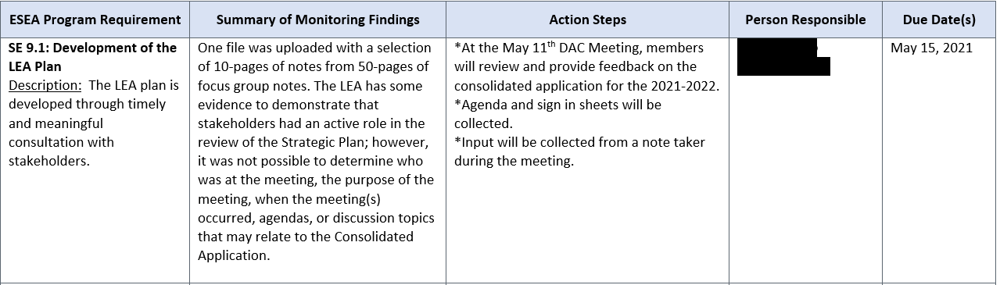 ESEA Program Requirement
Summary of Monitoring Findings
Action Steps
Person Responsible
Due Date(s)
SE 9.1: Development of the
LEA Plan
Description:  The LEA plan is
developed through timely
and meaningful
consultation with
stakeholders.
One file was uploaded with a selection
of 10-pages of notes from 50-pages of
focus group notes. The LEA has some
evidence to demonstrate that
stakeholders had an active role in the
review of the Strategic Plan; however,
it was not possible to determine who
was at the meeting, the purpose of the
meeting, when the meeting(s)
occurred, agendas, or discussion topics
that may relate to the Consolidated
Application.
*At the May 11th DAC Meeting, members
will review and provide feedback on the
consolidated application for the 2021-2022.
*Agenda and sign in sheets will be
collected.
*Input will be collected from a note taker
during the meeting.
May 15, 2021